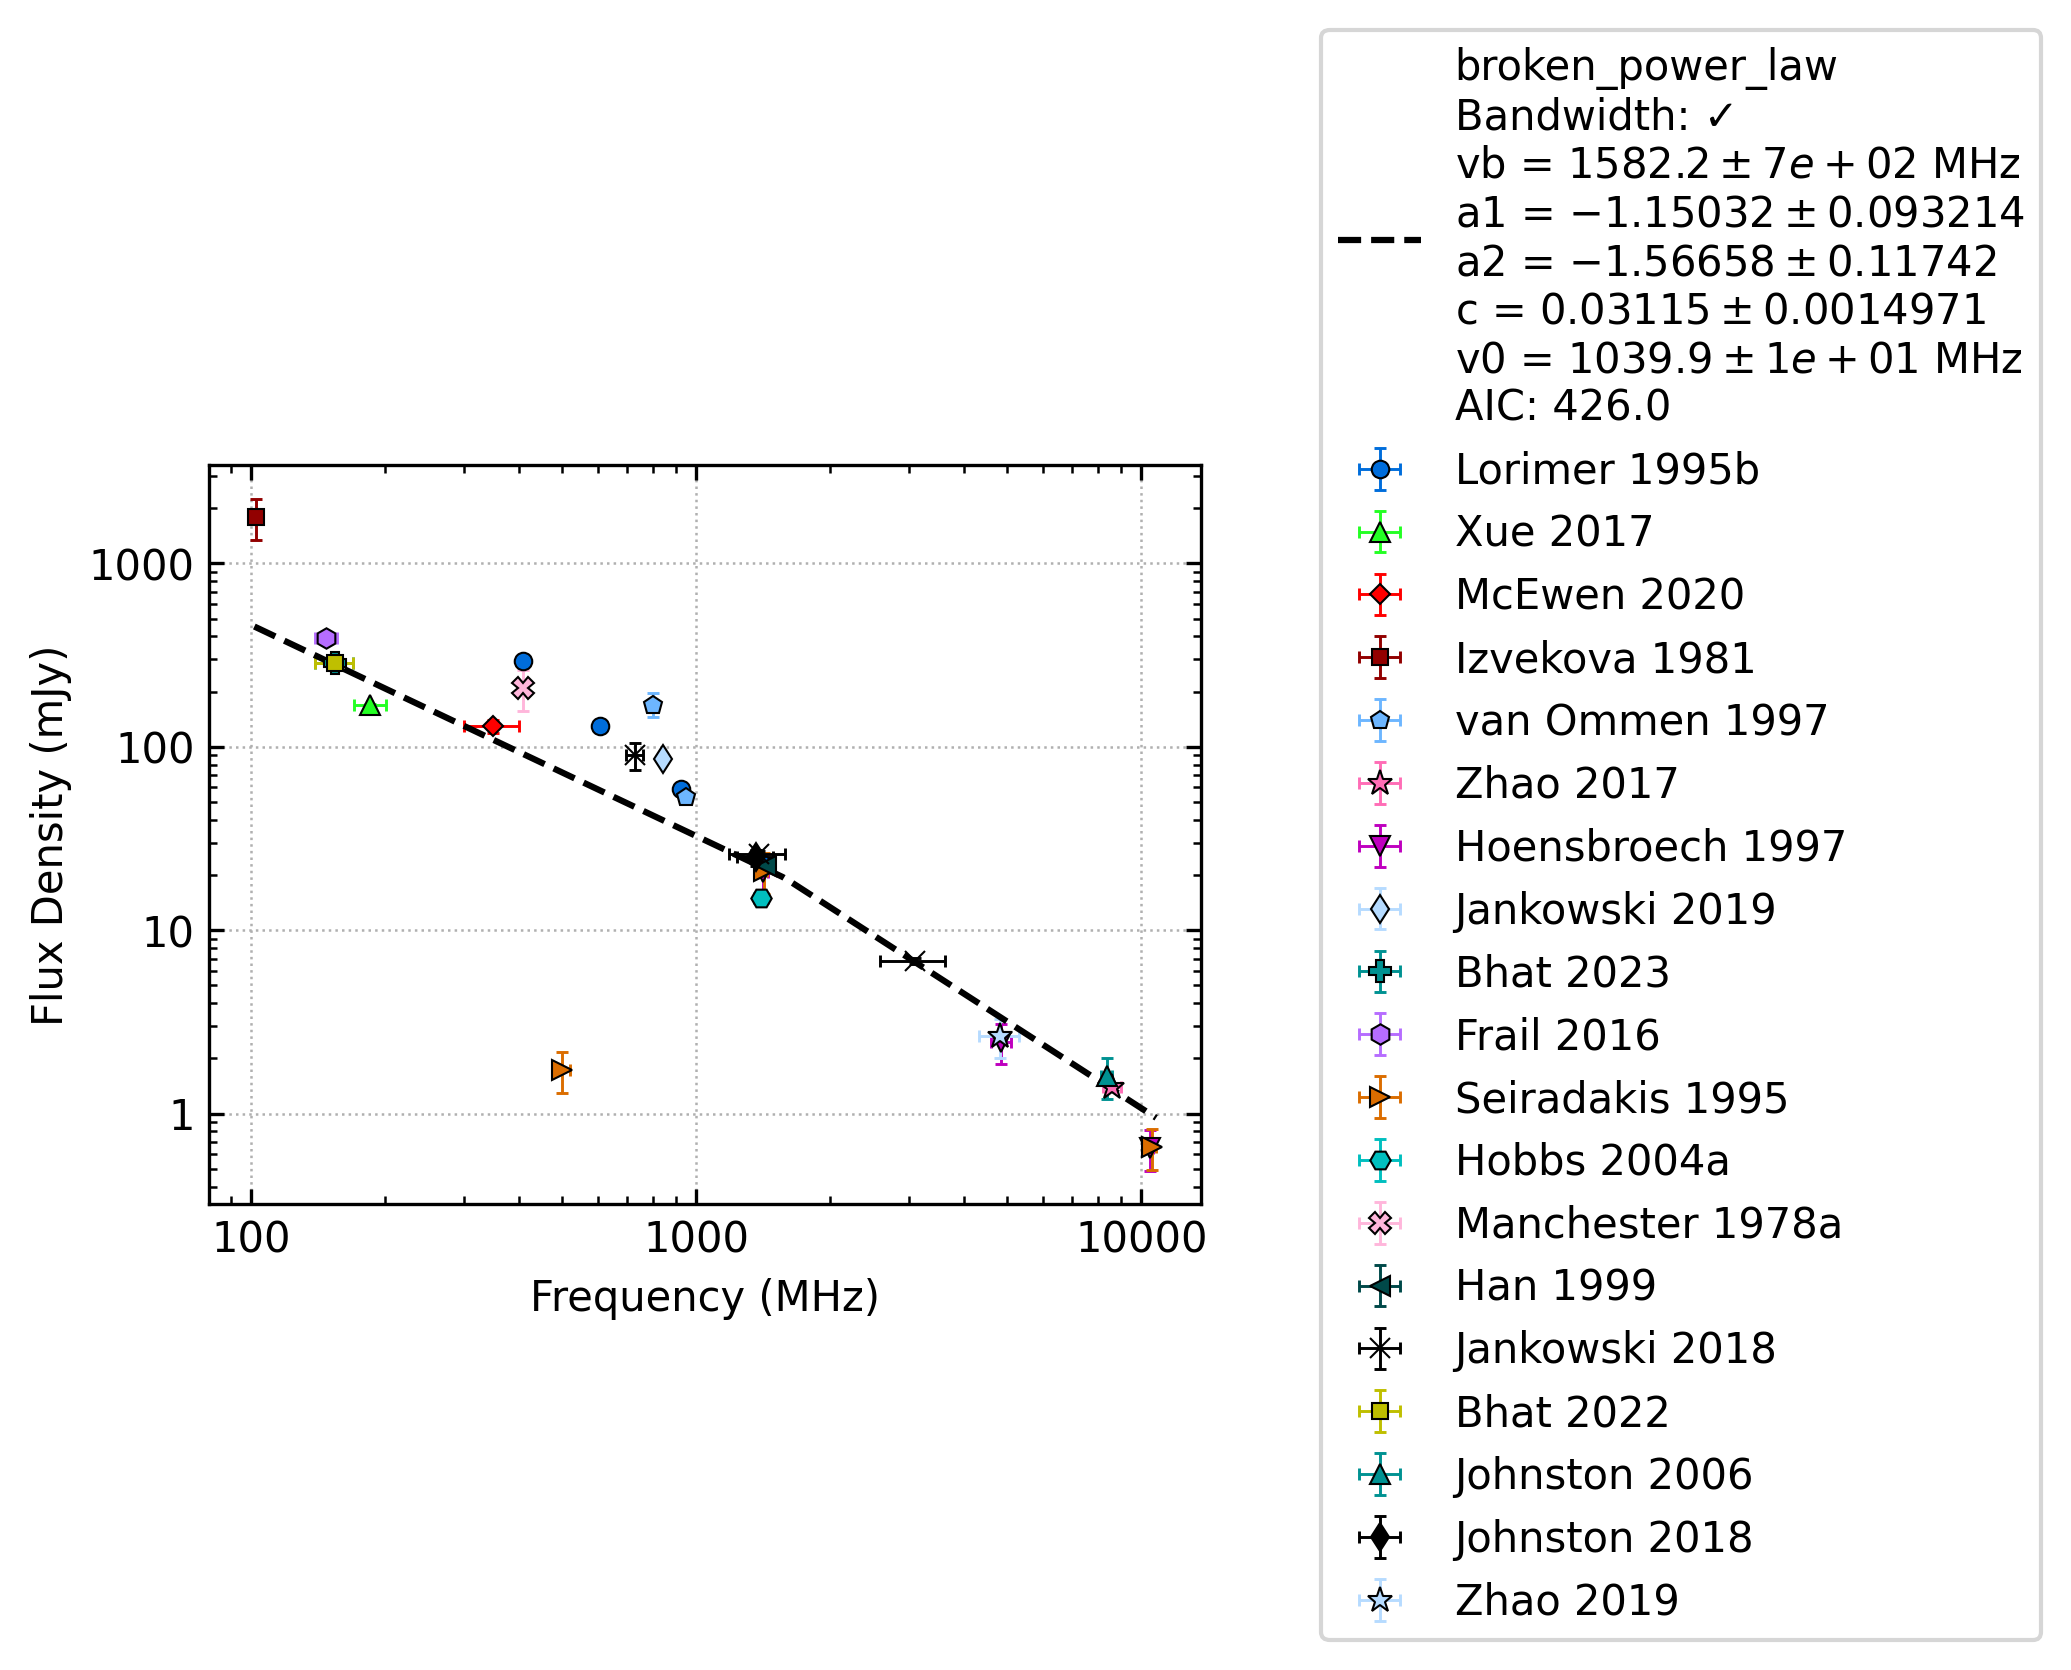 broken_power_law
Bandwidth: ✓
vb = 1582.2 ± 7e + 02 MHz
a1 = −1.15032 ± 0.093214
a2 = −1.56658 ± 0.11742
c = 0.03115 ± 0.0014971
v0 = 1039.9 ± 1e + 01 MHz
AIC: 426.0
Lorimer 1995b
Xue 2017
McEwen 2020
Izvekova 1981
van Ommen 1997
Zhao 2017
Hoensbroech 1997
Jankowski 2019
Bhat 2023
Frail 2016
Seiradakis 1995
Hobbs 2004a
Manchester 1978a
Han 1999
Jankowski 2018
Bhat 2022
Johnston 2006
Johnston 2018
Zhao 2019
Flux Density (mJy)
1000
100
10
1
100
1000
10000
Frequency (MHz)